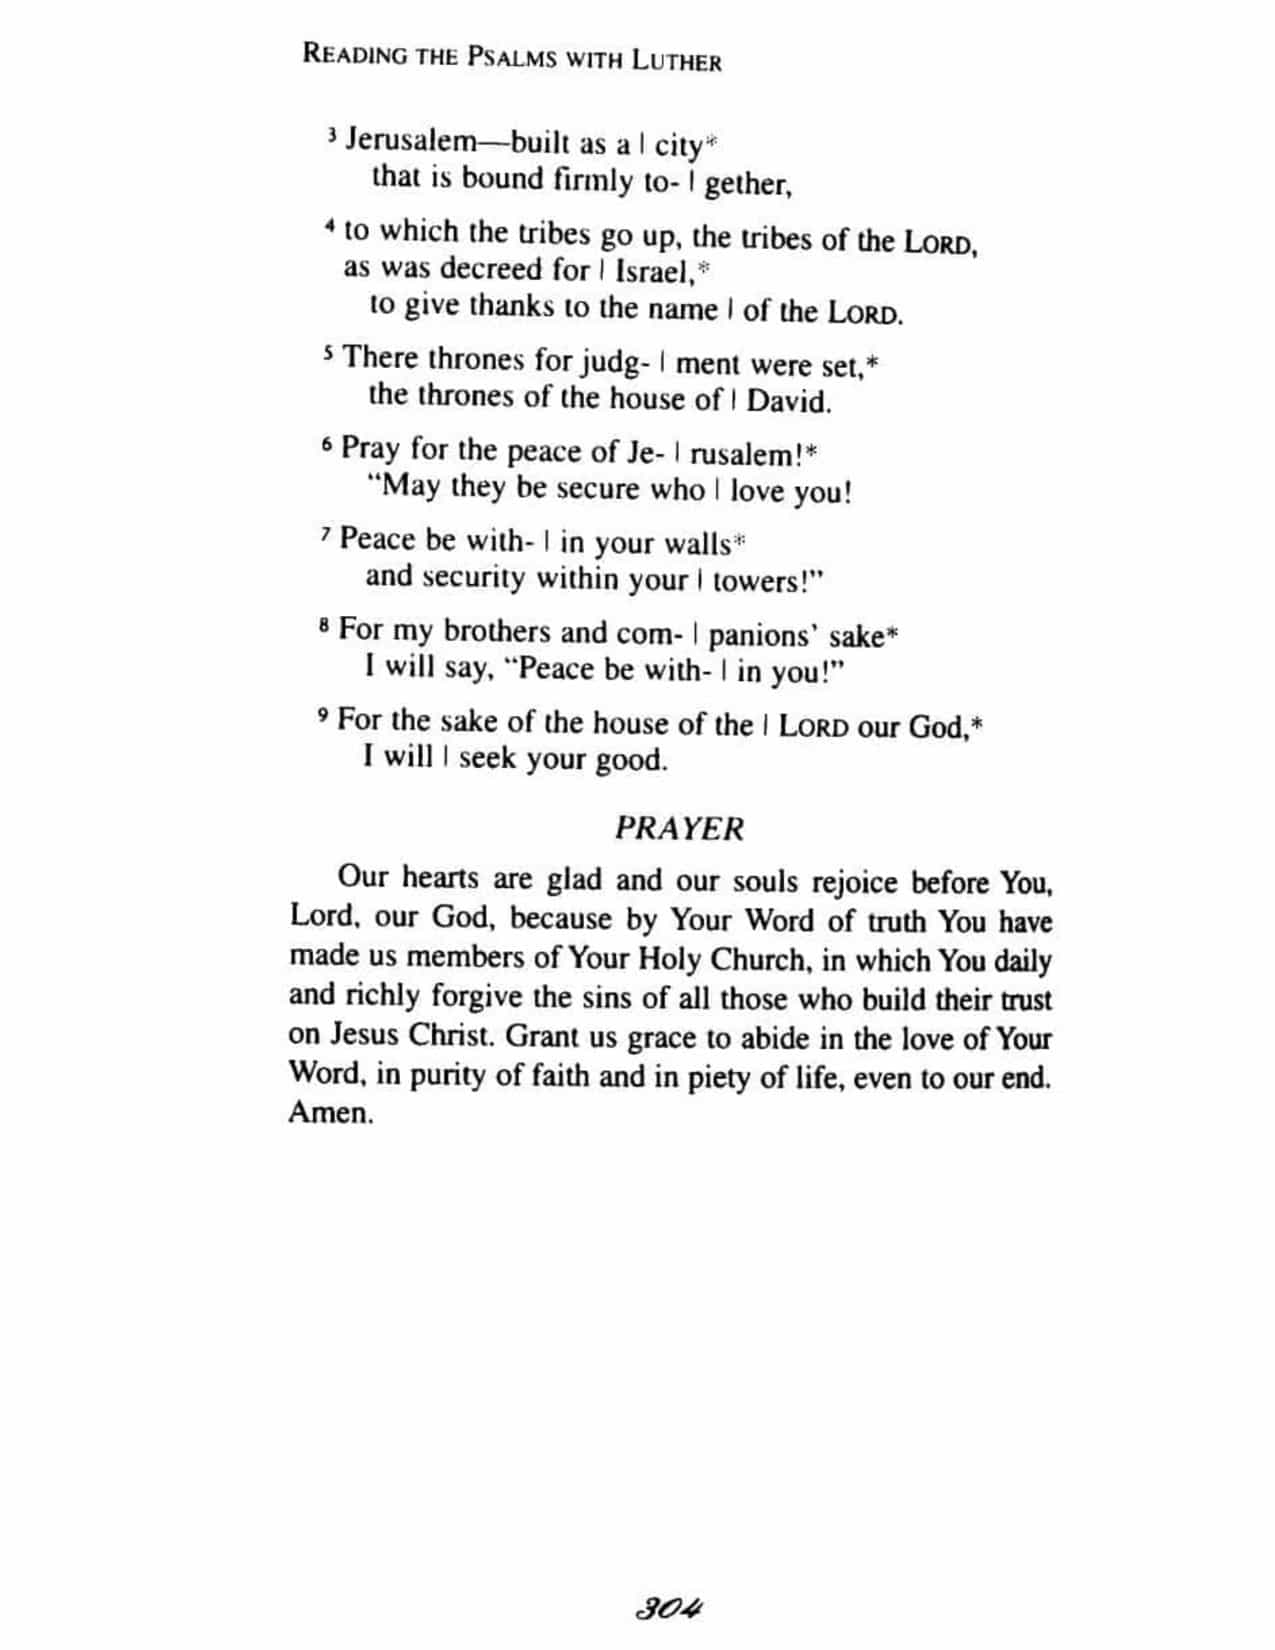 READING THE PSALMS WITH LUTHER
³ Jerusalem—built as a | city*
that is bound firmly to- | gether,
⁴ to which the tribes go up, the tribes of the LORD,
as was decreed for | Israel,*
to give thanks to the name | of the LORD.
⁵ There thrones for judg- | ment were set,*
the thrones of the house of | David.
⁶ Pray for the peace of Je- | rusalem!*
“May they be secure who | love you!
⁷ Peace be with- | in your walls*
and security within your | towers!”
⁸ For my brothers and com- | panions’ sake*
I will say, “Peace be with- | in you!”
⁹ For the sake of the house of the | LORD our God,*
I will | seek your good.
PRAYER
Our hearts are glad and our souls rejoice before You,
Lord, our God, because by Your Word of truth You have
made us members of Your Holy Church, in which You daily
and richly forgive the sins of all those who build their trust
on Jesus Christ. Grant us grace to abide in the love of Your
Word, in purity of faith and in piety of life, even to our end.
Amen.
304